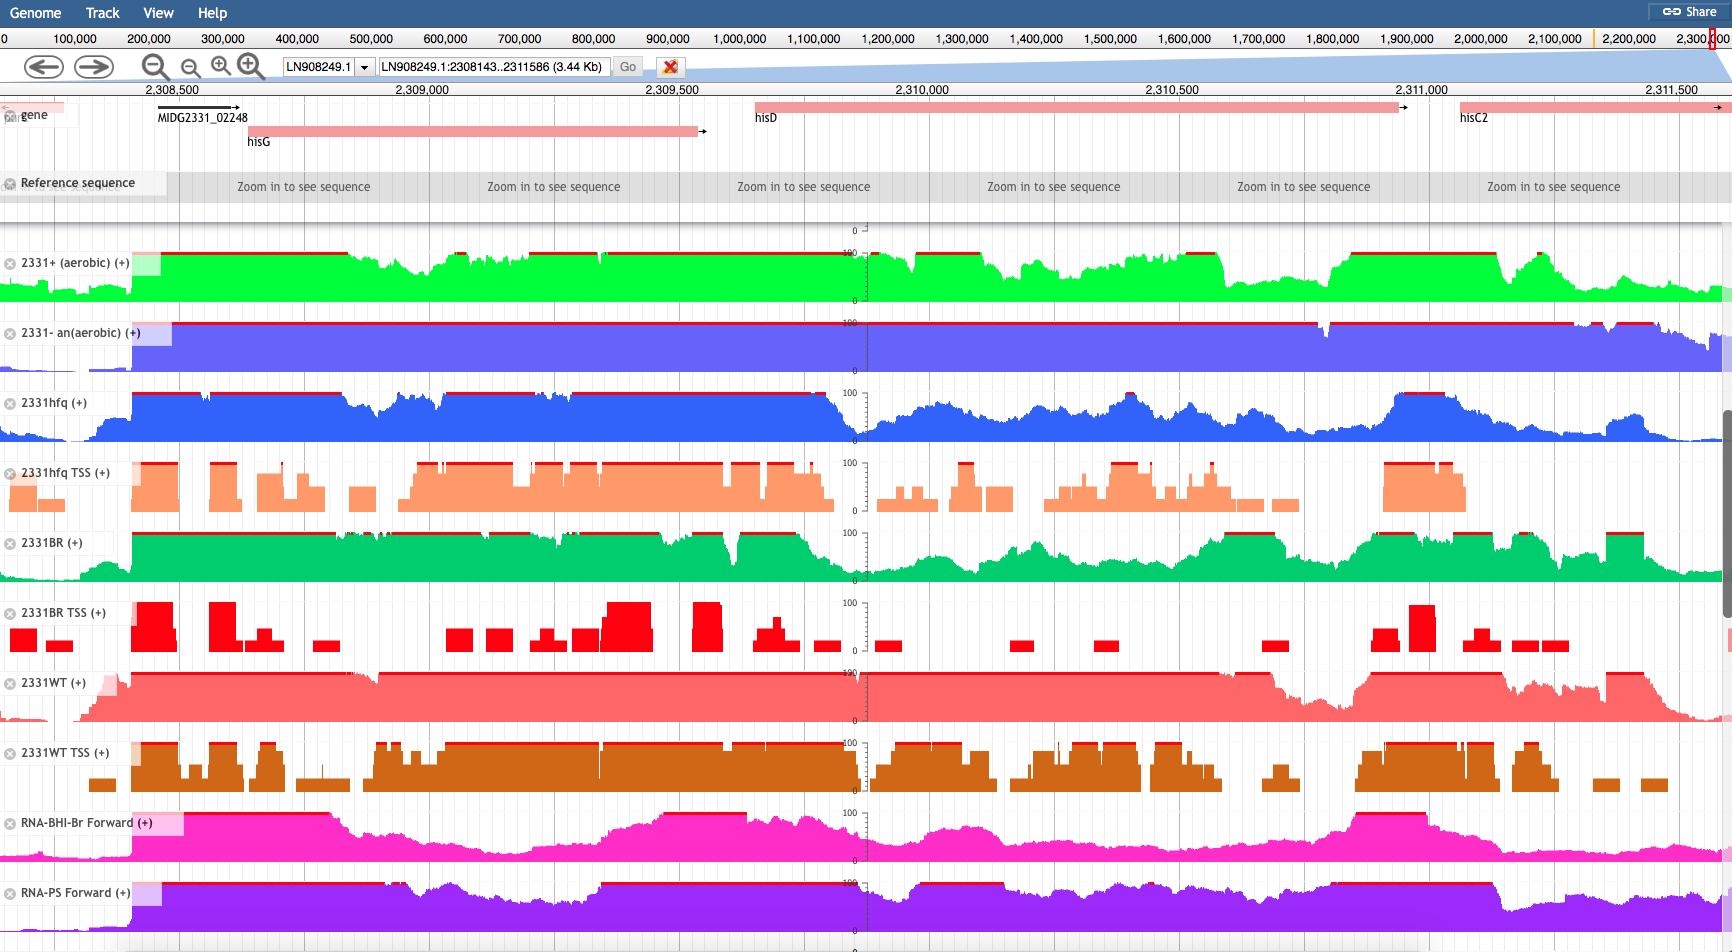 Genome Track View Help Share
0 100,000 200,000 300,000 400,000 500,000 600,000 700,000 800,000 900,000 1,000,000 1,100,000 1,200,000 1,300,000 1,400,000 1,500,000 1,600,000 1,700,000 1,800,000 1,900,000 2,000,000 2,100,000 2,200,000 2,300,000
LN908249.1 LN908249.1:2308143..2311586 (3.44 Kb) Go
2,308,500 2,309,000 2,309,500 2,310,000 2,310,500 2,311,000 2,311,500
gene
MIDG2331_02248 hisD hisC2
hisG
Reference sequence
Zoom in to see sequence Zoom in to see sequence Zoom in to see sequence Zoom in to see sequence Zoom in to see sequence Zoom in to see sequence
0
100
2331+ (aerobic) (+)
0
100
2331- an(aerobic) (+)
0
100
2331hfq (+)
0
100
2331hfq TSS (+)
0
100
2331BR (+)
0
100
2331BR TSS (+)
0
100
2331WT (+)
0
100
2331WT TSS (+)
0
100
RNA-BHI-Br Forward (+)
0
100
RNA-PS Forward (+)
0